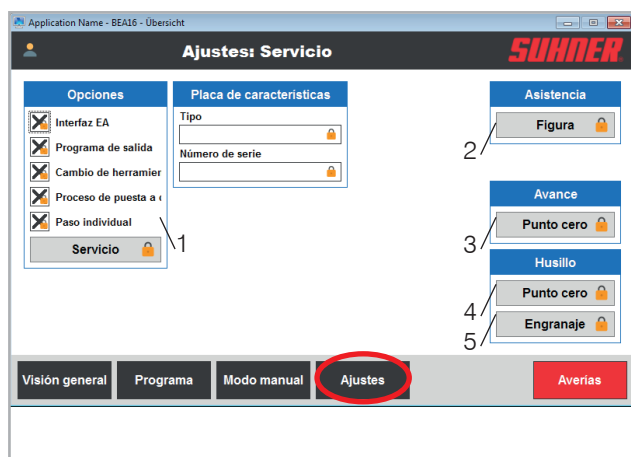 Application Name - BEA16 - Übersicht
Ajustes: Servicio
SUHNER
Opciones
Interfaz EA
Programa de salida
Cambio de herramier
Proceso de puesta a
Paso individual
Servicio
1
Placa de características
Tipo
Número de serie
Asistencia
Figura
2
Avance
Punto cero
3
Husillo
Punto cero
4
Engranaje
5
Visión general
Programa
Modo manual
Ajustes
Averías